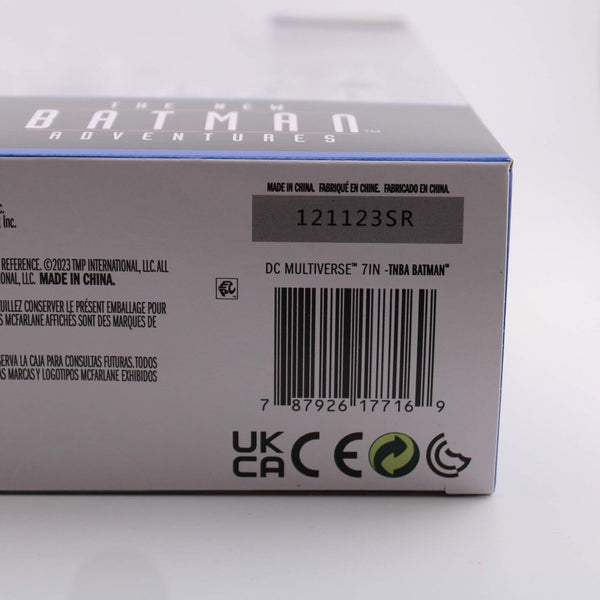 THE NEW
BATMAN™
ADVENTURES
MADE IN CHINA. FABRIQUÉ EN CHINE. FABRICADO EN CHINA.
121123SR
DC MULTIVERSE™ 7IN -TNBA BATMAN™
7 87926 17716 9
UK
CA CE
c.
Inc.
REFERENCE. ©2023 TMP INTERNATIONAL, LLC. ALL
ONAL, LLC. MADE IN CHINA.
UILLEZ CONSERVER LE PRÉSENT EMBALLAGE POUR
S MCFARLANE AFFICHÉS SONT DES MARQUES DE
ERVA LA CAJA PARA CONSULTAS FUTURAS. TODOS
AS MARCAS Y LOGOTIPOS MCFARLANE EXHIBIDOS